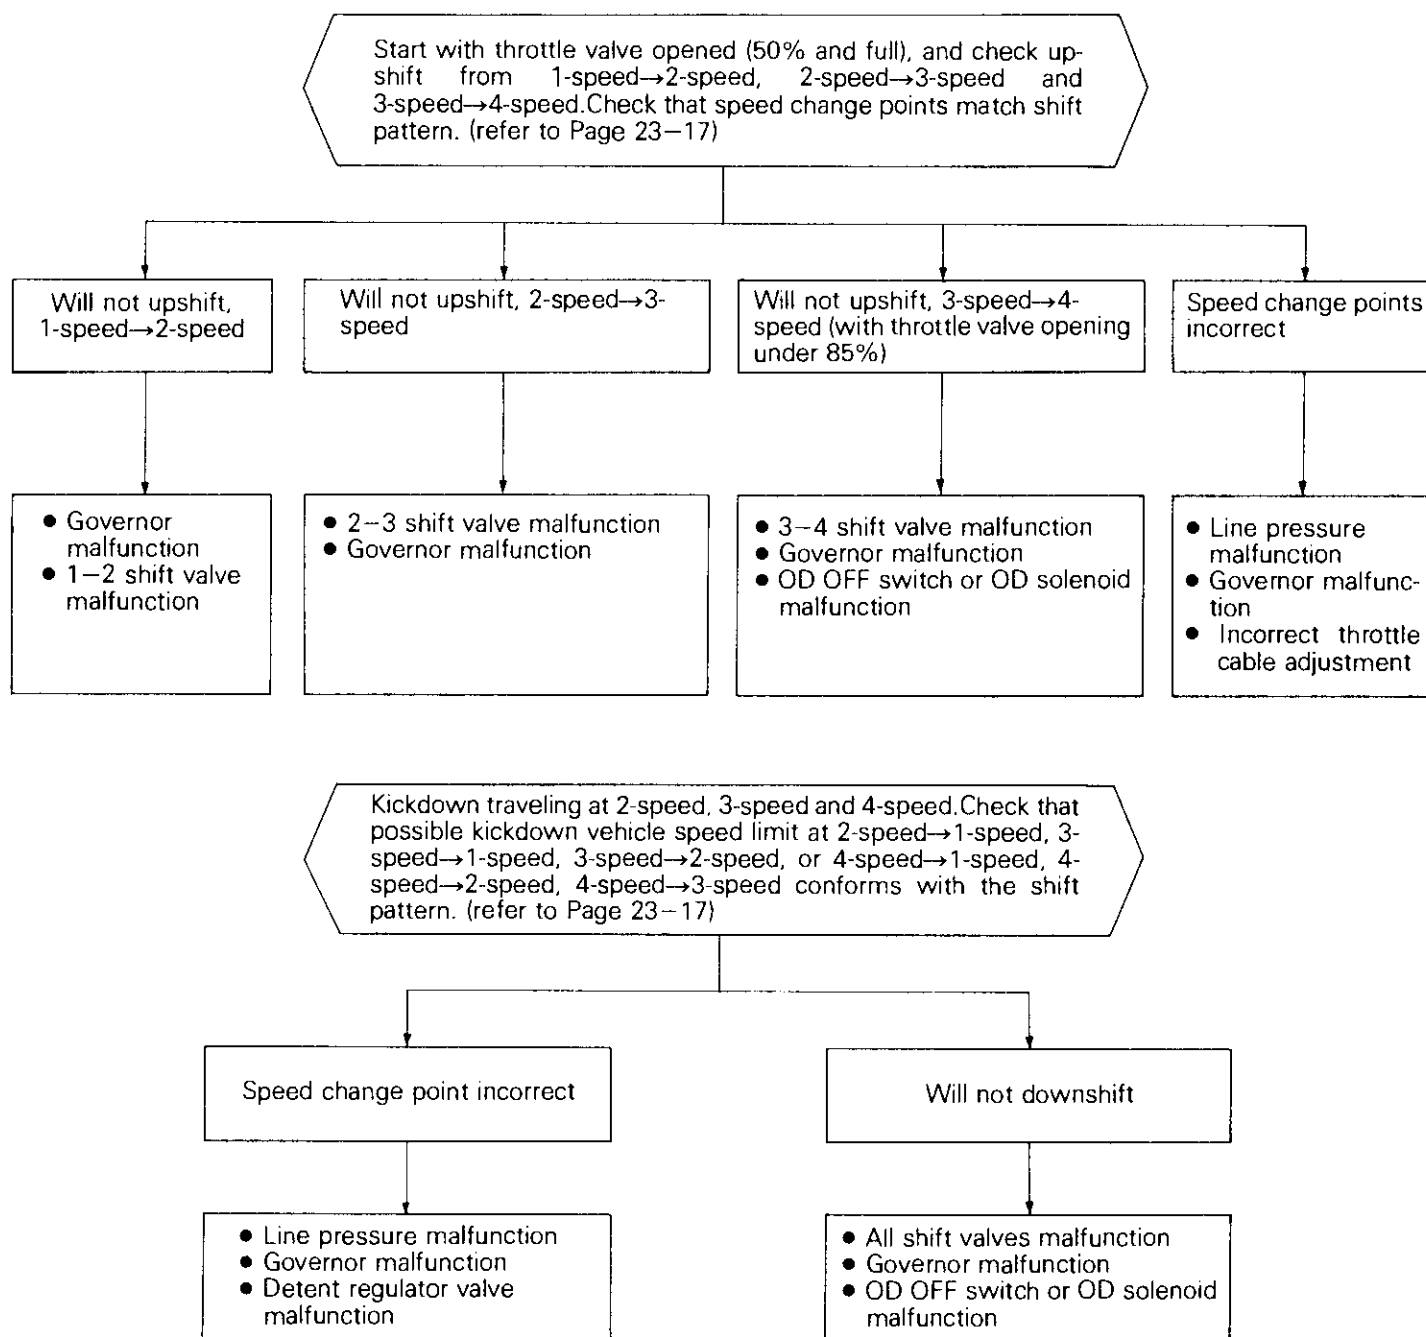 Start with throttle valve opened (50% and full), and check up-
shift from 1-speed→2-speed, 2-speed→3-speed and
3-speed→4-speed.Check that speed change points match shift
pattern. (refer to Page 23−17)
Will not upshift,
1-speed→2-speed
Will not upshift, 2-speed→3-
speed
Will not upshift, 3-speed→4-
speed (with throttle valve opening
under 85%)
Speed change points
incorrect
● Governor
malfunction
● 1−2 shift valve
malfunction
● 2−3 shift valve malfunction
● Governor malfunction
● 3−4 shift valve malfunction
● Governor malfunction
● OD OFF switch or OD solenoid
malfunction
● Line pressure
malfunction
● Governor malfunc-
tion
● Incorrect throttle
cable adjustment
Kickdown traveling at 2-speed, 3-speed and 4-speed.Check that
possible kickdown vehicle speed limit at 2-speed→1-speed, 3-
speed→1-speed, 3-speed→2-speed, or 4-speed→1-speed, 4-
speed→2-speed, 4-speed→3-speed conforms with the shift
pattern. (refer to Page 23−17)
Speed change point incorrect
Will not downshift
● Line pressure malfunction
● Governor malfunction
● Detent regulator valve
malfunction
● All shift valves malfunction
● Governor malfunction
● OD OFF switch or OD solenoid
malfunction